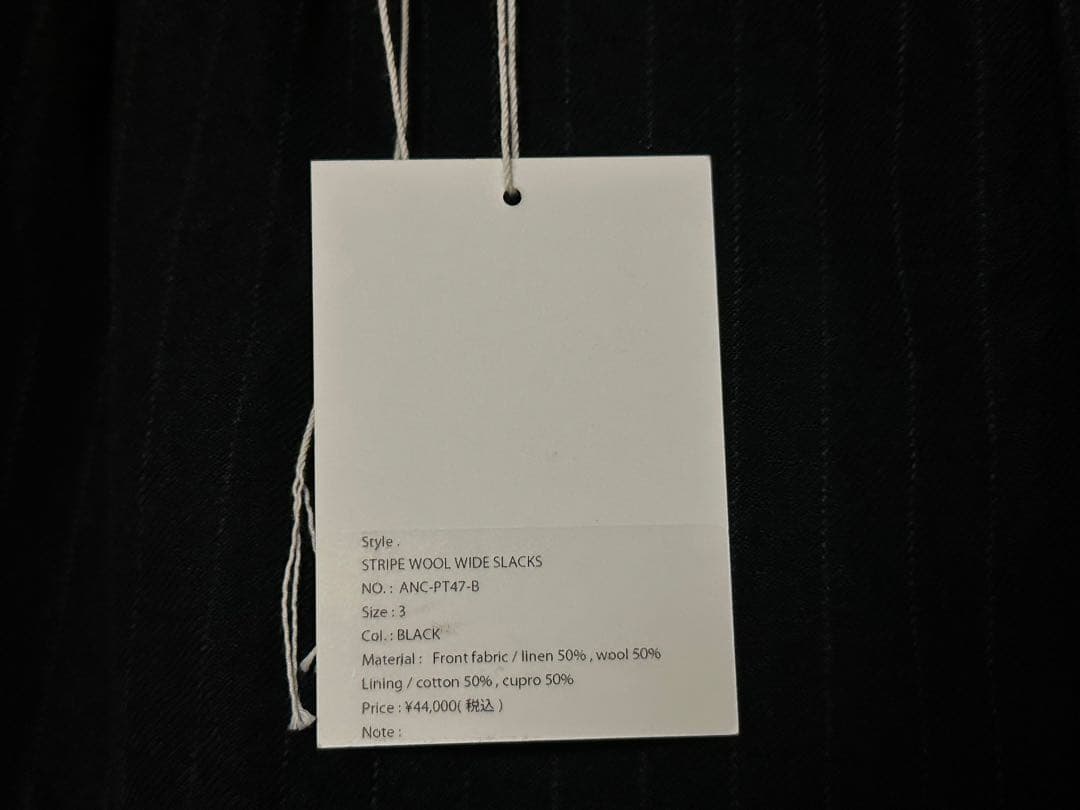 Style .
STRIPE WOOL WIDE SLACKS
NO. : ANC-PT47-B
Size : 3
Col. : BLACK
Material : Front fabric / linen 50% , wool 50%
Lining / cotton 50% , cupro 50%
Price : ¥44,000( 税込 )
Note :